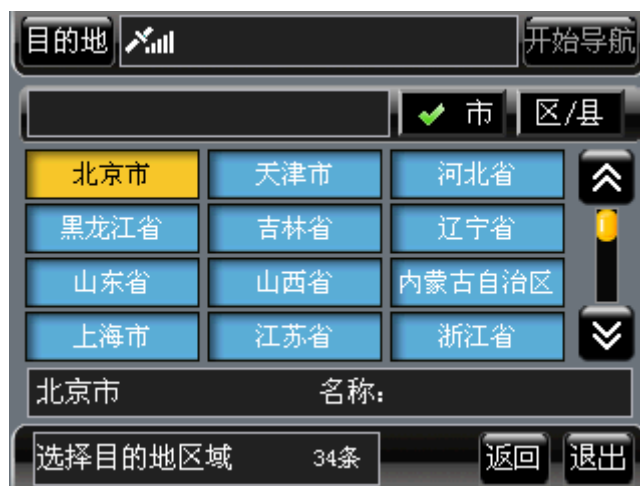 目的地 开始导航
市 区/县
北京市 天津市 河北省
黑龙江省 吉林省 辽宁省
山东省 山西省 内蒙古自治区
上海市 江苏省 浙江省
北京市 名称:
选择目的地区域 34条 返回 退出